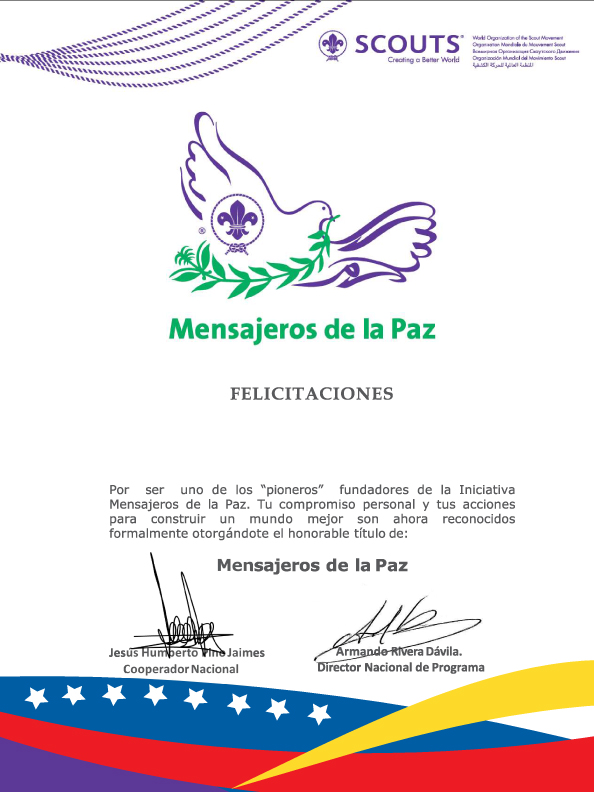 SCOUTS®
Creating a Better World
World Organization of the Scout Movement
Organisation Mondiale du Mouvement Scout
Всемирная Организация Скаутского Движения
Organización Mundial del Movimiento Scout
المنظمة العالمية للحركة الكشفية
®
Mensajeros de la Paz
FELICITACIONES
Por ser uno de los “pioneros” fundadores de la Iniciativa
Mensajeros de la Paz. Tu compromiso personal y tus acciones
para construir un mundo mejor son ahora reconocidos
formalmente otorgándote el honorable título de:
Mensajeros de la Paz
Jesús Humberto Pino Jaimes
Cooperador Nacional
Armando Rivera Dávila.
Director Nacional de Programa